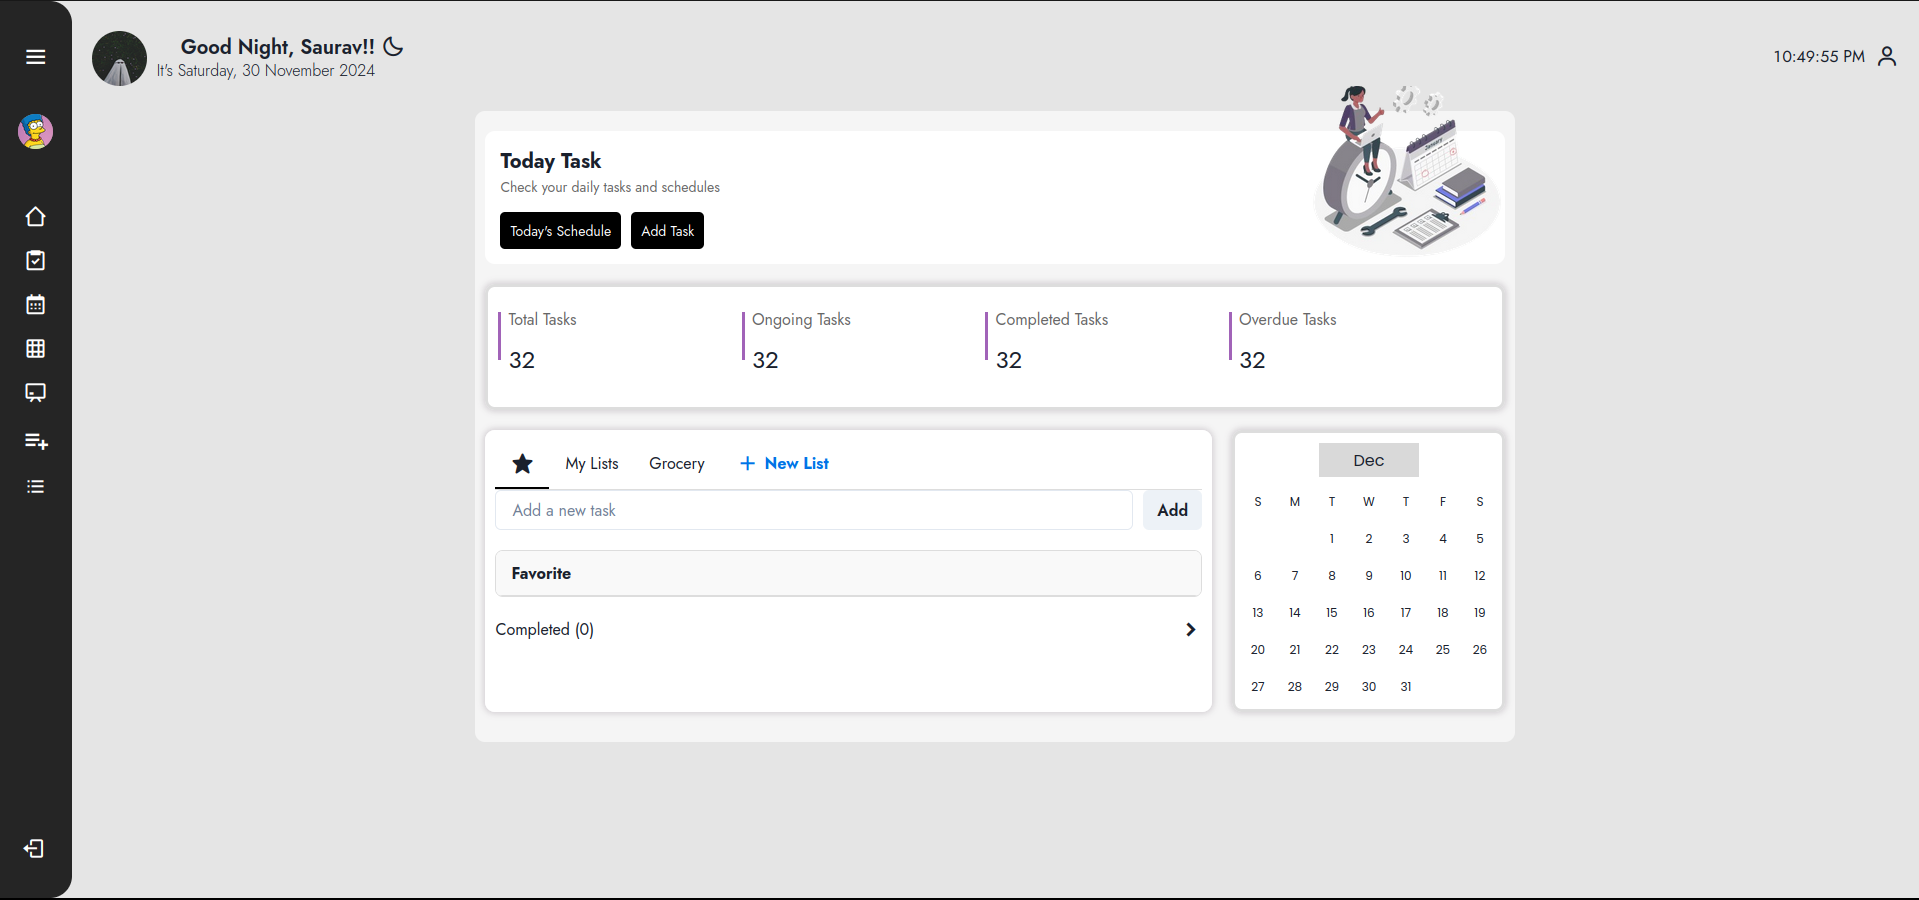 Good Night, Saurav!!
It's Saturday, 30 November 2024
10:49:55 PM
Today Task
Check your daily tasks and schedules
Today's Schedule Add Task
January
Total Tasks Ongoing Tasks Completed Tasks Overdue Tasks
32 32 32 32
My Lists Grocery + New List
Add a new task Add
Favorite
Completed (0)
Dec
S M T W T F S
1 2 3 4 5
6 7 8 9 10 11 12
13 14 15 16 17 18 19
20 21 22 23 24 25 26
27 28 29 30 31